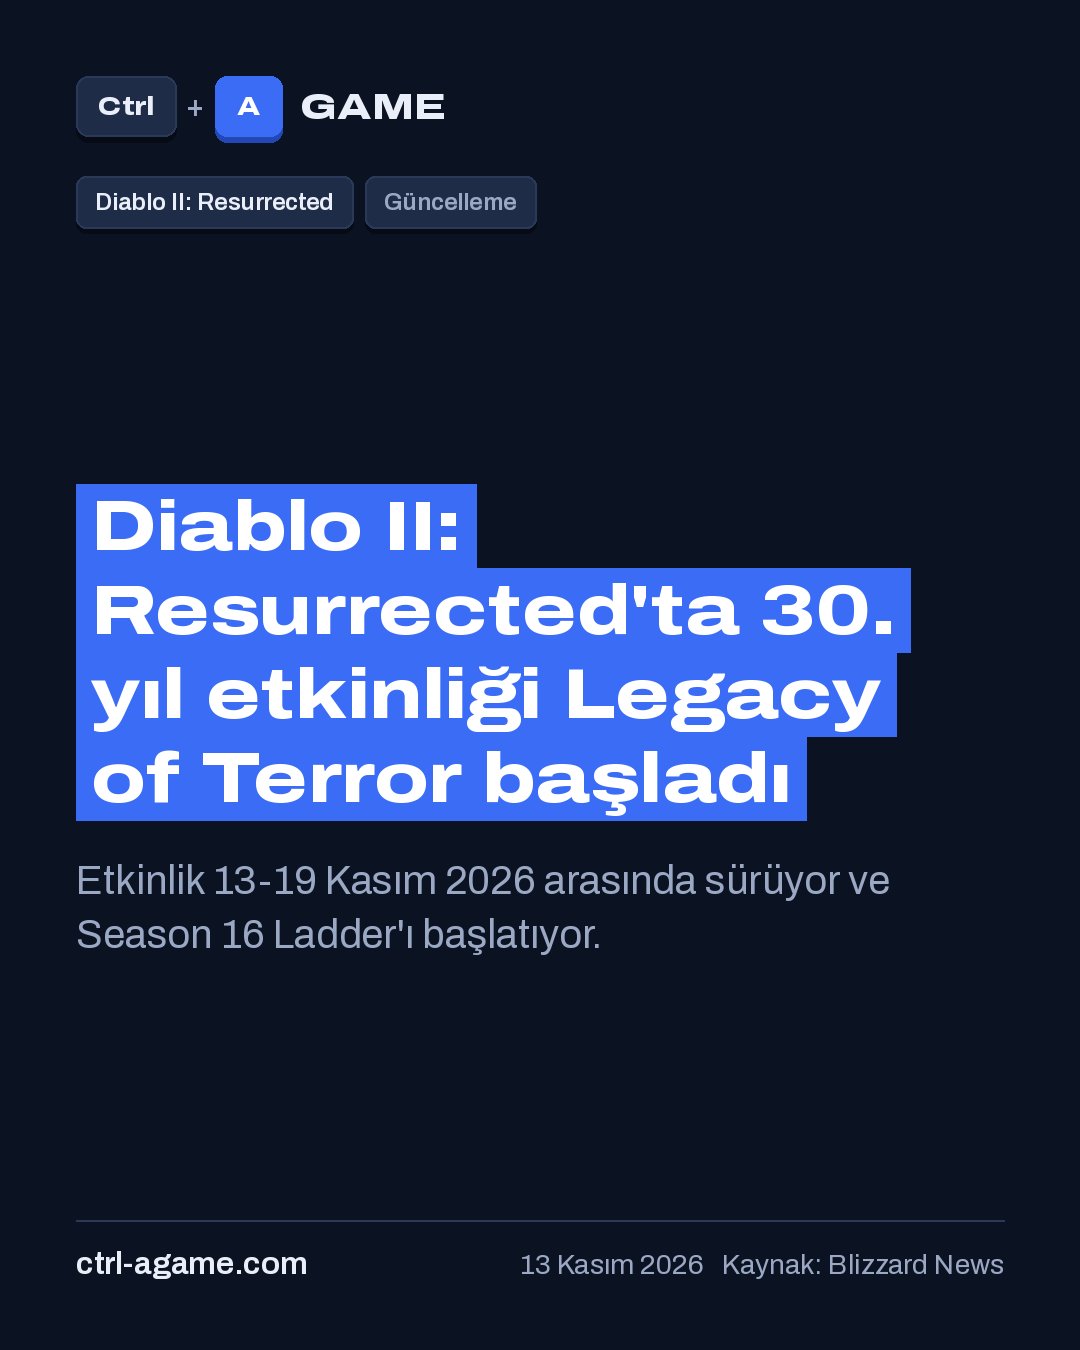 Ctrl + A GAME
Diablo II: Resurrected Güncelleme
Diablo II:
Resurrected'ta 30.
yıl etkinliği Legacy
of Terror başladı
Etkinlik 13-19 Kasım 2026 arasında sürüyor ve
Season 16 Ladder'ı başlatıyor.
ctrl-agame.com 13 Kasım 2026 Kaynak: Blizzard News